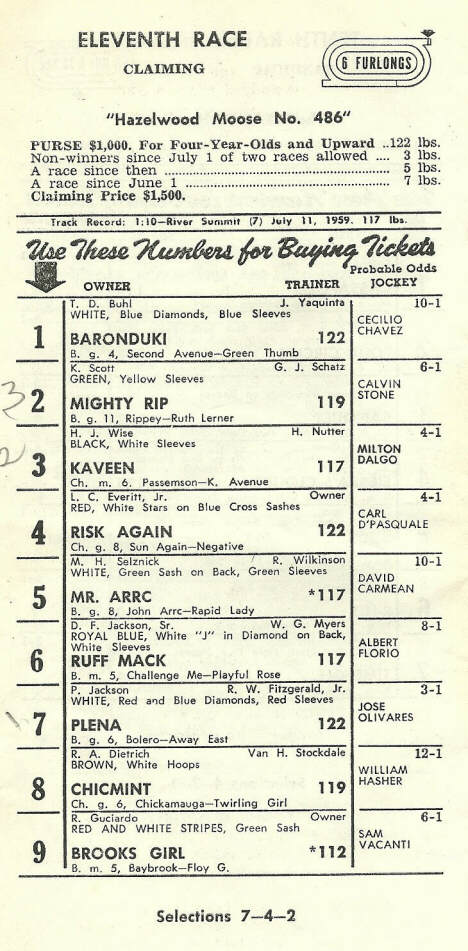 ELEVENTH RACE
CLAIMING
6 FURLONGS
"Hazelwood Moose No. 486"
PURSE $1,000. For Four-Year-Olds and Upward ..122 lbs.
Non-winners since July 1 of two races allowed .... 3 lbs.
A race since then ................................................ 5 lbs.
A race since June 1 ............................................. 7 lbs.
Claiming Price $1,500.
Track Record: 1:10—River Summit (7) July 11, 1959. 117 lbs.
Use These Numbers for Buying Tickets
Probable Odds
OWNER TRAINER JOCKEY
T. D. Buhl J. Yaquinta 10-1
WHITE, Blue Diamonds, Blue Sleeves
CECILIO CHAVEZ
1 BARONDUKI 122
B. g. 4, Second Avenue—Green Thumb
K. Scott G. J. Schatz 6-1
GREEN, Yellow Sleeves
CALVIN STONE
3
2 MIGHTY RIP 119
B. g. 11, Rippey—Ruth Lerner
H. J. Wise H. Nutter 4-1
BLACK, White Sleeves
MILTON DALGO
2
3 KAVEEN 117
Ch. m. 6. Passemson—K. Avenue
L. C. Everitt, Jr. Owner 4-1
RED, White Stars on Blue Cross Sashes
CARL D'PASQUALE
4 RISK AGAIN 122
Ch. g. 8, Sun Again—Negative
M. H. Selznick R. Wilkinson 10-1
WHITE, Green Sash on Back, Green Sleeves
DAVID CARMEAN
5 MR. ARRC *117
B. g. 8, John Arrc—Rapid Lady
D. F. Jackson, Sr. W. G. Myers 8-1
ROYAL BLUE, White "J" in Diamond on Back,
White Sleeves
ALBERT FLORIO
6 RUFF MACK 117
B. m. 5, Challenge Me—Playful Rose
P. Jackson R. W. Fitzgerald, Jr. 3-1
WHITE, Red and Blue Diamonds, Red Sleeves
JOSE OLIVARES
7 PLENA 122
B. g. 6, Bolero—Away East
R. A. Dietrich Van H. Stockdale 12-1
BROWN, White Hoops
WILLIAM HASHER
8 CHICMINT 119
Ch. g. 6, Chickamauga—Twirling Girl
R. Guciardo Owner 6-1
RED AND WHITE STRIPES, Green Sash
SAM VACANTI
9 BROOKS GIRL *112
B. m. 5, Baybrook—Floy G.
Selections 7—4—2